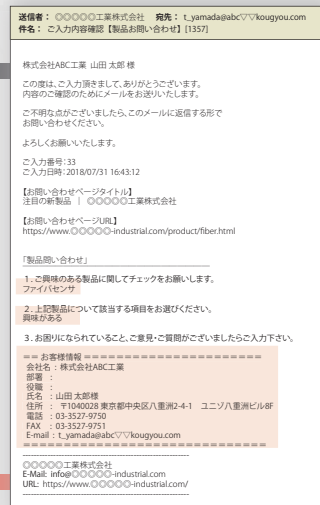 送信者： ◎◎◎◎◎工業株式会社　宛先： t_yamada@abc▽▽kougyou.com
件名： ご入力内容確認【製品お問い合わせ】[1357]
株式会社ABC工業 山田 太郎 様
この度は、ご入力頂きまして、ありがとうございます。
内容のご確認のためにメールをお送りいたします。
ご不明な点がございましたら、このメールに返信する形で
お問い合わせください。
よろしくお願いいたします。
ご入力番号：33
ご入力日時：2018/07/31 16:43:12
【お問い合わせページタイトル】
注目の新製品 ｜ ◎◎◎◎◎工業株式会社
【お問い合わせページURL】
https://www.◎◎◎◎◎-industrial.com/product/fiber.html
「製品問い合わせ」
１．ご興味のある製品に関してチェックをお願いします。
ファイバセンサ
２．上記製品について該当する項目をお選びください。
興味がある
３．お困りになられていること、ご意見・ご質問がございましたらご入力下さい。
＝＝ お客様情報 ＝＝＝＝＝＝＝＝＝＝＝＝＝＝＝＝＝＝＝＝＝＝
会社名 ： 株式会社ABC工業
部署 ：
役職 ：
氏名 ： 山田 太郎様
住所 ： 〒1040028 東京都中央区八重洲2-4-1 ユニゾ八重洲ビル8F
電話 ： 03-3527-9750
FAX ： 03-3527-9751
E-mail ： t_yamada@abc▽▽kougyou.com
＝＝＝＝＝＝＝＝＝＝＝＝＝＝＝＝＝＝＝＝＝＝＝＝＝＝＝＝＝
------------------------------------------------------------
◎◎◎◎◎工業株式会社
E-Mail: info@◎◎◎◎◎-industrial.com
URL: https://www.◎◎◎◎◎-industrial.com/
------------------------------------------------------------